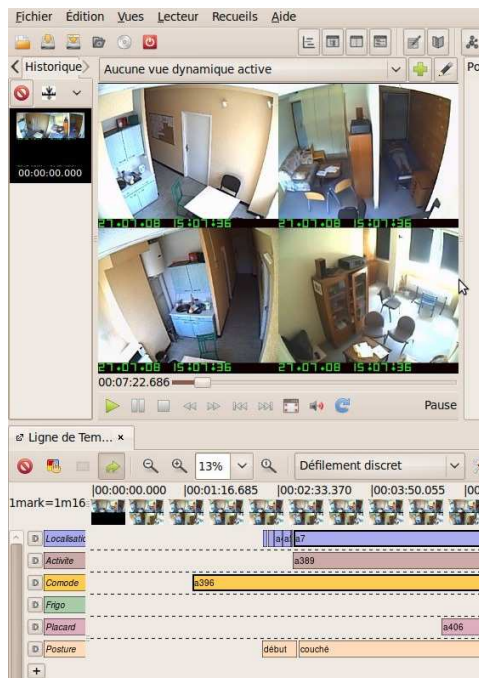 Fichier Édition Vues Lecteur Recueils Aide
Historique
Aucune vue dynamique active
Po
00:00:00.000
27.07.08 15:07:36 27.07.08 15:07:36
27.07.08 15:07:36 27.07.08 15:07:36
00:07:22.686
Pause
Ligne de Tem... ×
13% Défilement discret
1mark=1m16 |00:00:00.000 |00:01:16.685 |00:02:33.370 |00:03:50.055 |00
D Localisatic a7
D Activite a389
D Comode a396
D Frigo
D Placard a406
D Posture début couché
+